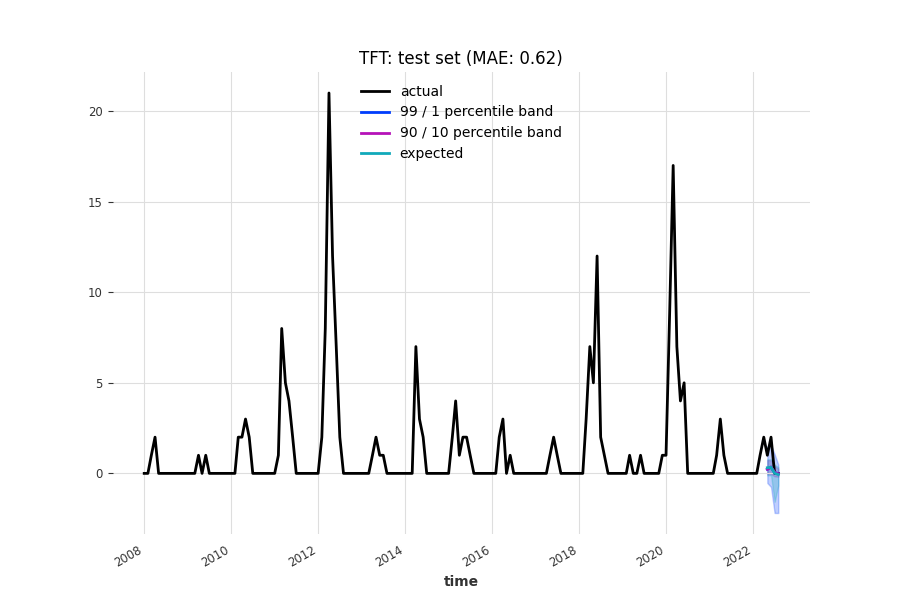 TFT: test set (MAE: 0.62)
actual
99 / 1 percentile band
90 / 10 percentile band
expected
20
15
10
5
0
2008
2010
2012
2014
2016
2018
2020
2022
time